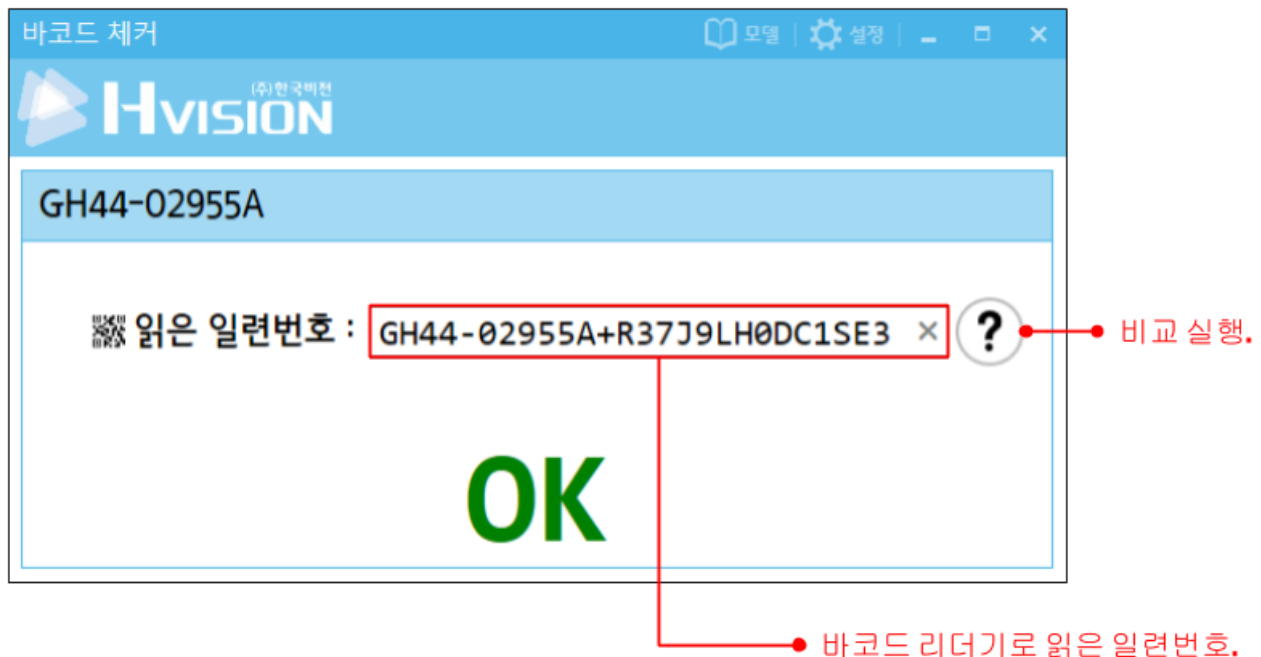 바코드 체커
모델 | 설정 |
(주)한국비전
HVISION
GH44-02955A
읽은 일련번호 : GH44-02955A+R37J9LH0DC1SE3 × ?
비교 실행.
OK
바코드 리더기로 읽은 일련번호.